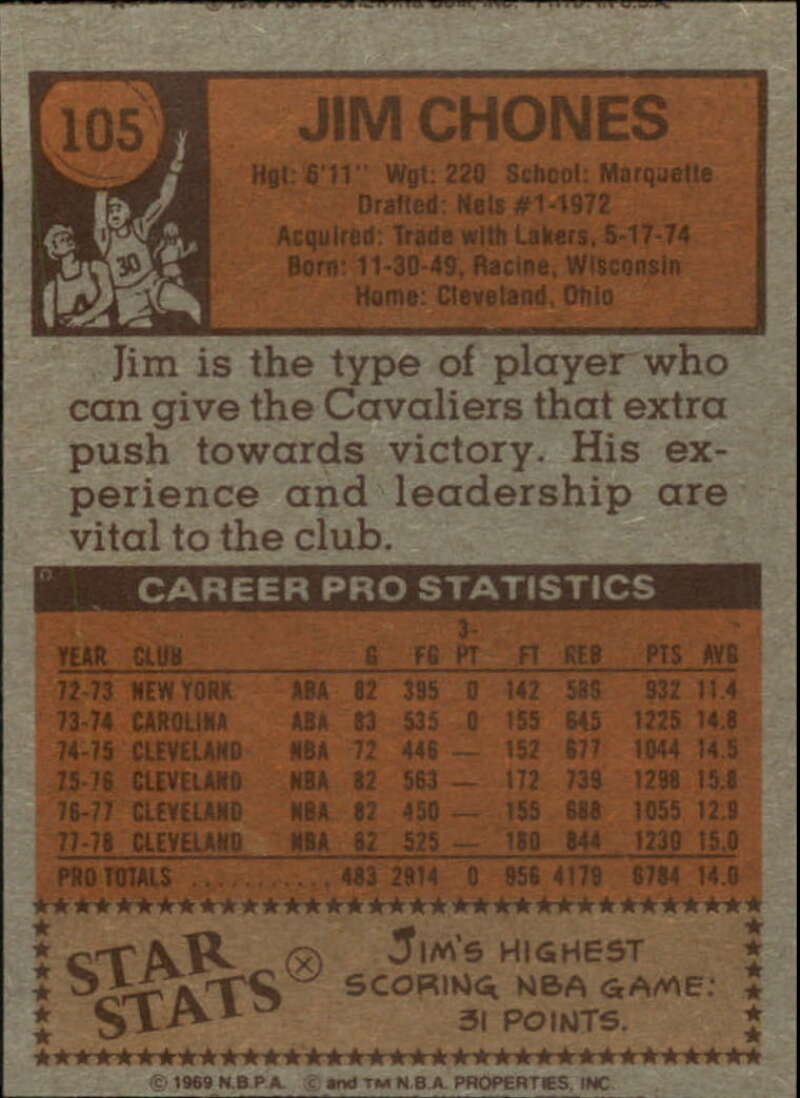 105
30
JIM CHONES
Hgt: 6'11" Wgt: 220 School: Marquette
Drafted: Nets #1-1972
Acquired: Trade with Lakers, 5-17-74
Born: 11-30-49, Racine, Wisconsin
Home: Cleveland, Ohio
Jim is the type of player who
can give the Cavaliers that extra
push towards victory. His ex-
perience and leadership are
vital to the club.
CAREER PRO STATISTICS
YEAR CLUB G FG 3-PT FT REB PTS AVG
72-73 NEW YORK ABA 82 395 0 142 589 932 11.4
73-74 CAROLINA ABA 83 535 0 155 645 1225 14.8
74-75 CLEVELAND NBA 72 446 — 152 677 1044 14.5
75-76 CLEVELAND NBA 82 563 — 172 739 1298 15.8
76-77 CLEVELAND NBA 82 450 — 155 688 1055 12.9
77-78 CLEVELAND NBA 82 525 — 180 844 1230 15.0
PRO TOTALS ............ 483 2914 0 956 4179 6784 14.0
STAR
STATS
JIM'S HIGHEST
SCORING NBA GAME:
31 POINTS.
© 1969 N.B.P.A. © and TM N.B.A. PROPERTIES, INC.